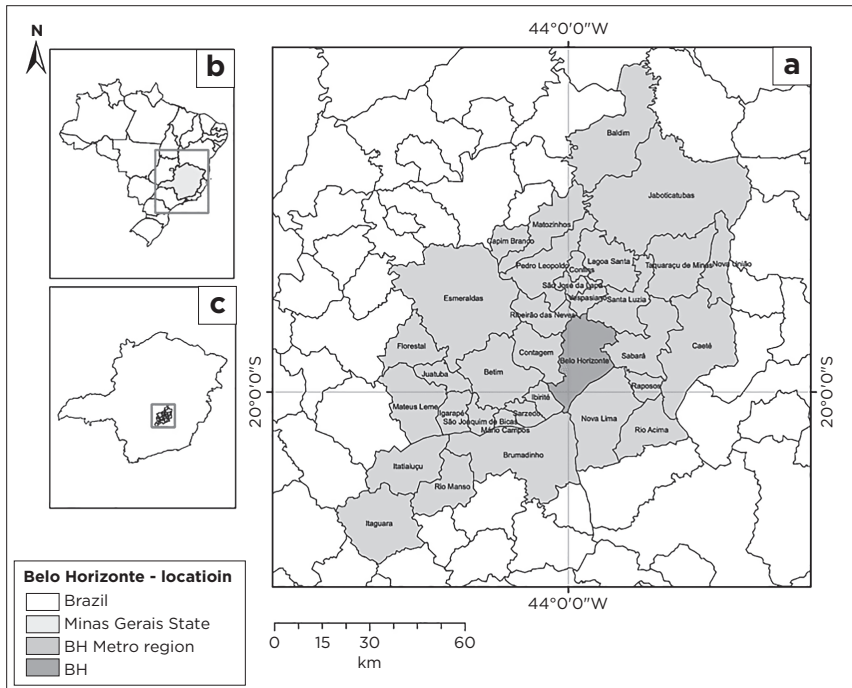 N
b
c
a
44°0'0"W
Baldim
Jaboticatubas
Matozinhos
Capim Branco
Pedro Leopoldo
Confins
Lagoa Santa
Taquaraçu de Minas
Nova União
São José da Lapa
Vespasiano
Santa Luzia
Esmeraldas
Ribeirão das Neves
Florestal
Contagem
Belo Horizonte
Sabará
Caeté
Juatuba
Betim
Raposos
20°0'0"S
20°0'0"S
Mateus Leme
Igarapé
Ibirité
Sarzedo
São Joaquim de Bicas
Mário Campos
Nova Lima
Rio Acima
Brumadinho
Itatiaiuçu
Rio Manso
Itaguara
44°0'0"W
Belo Horizonte - locatioin
Brazil
Minas Gerais State
BH Metro region
BH
0 15 30 60
km